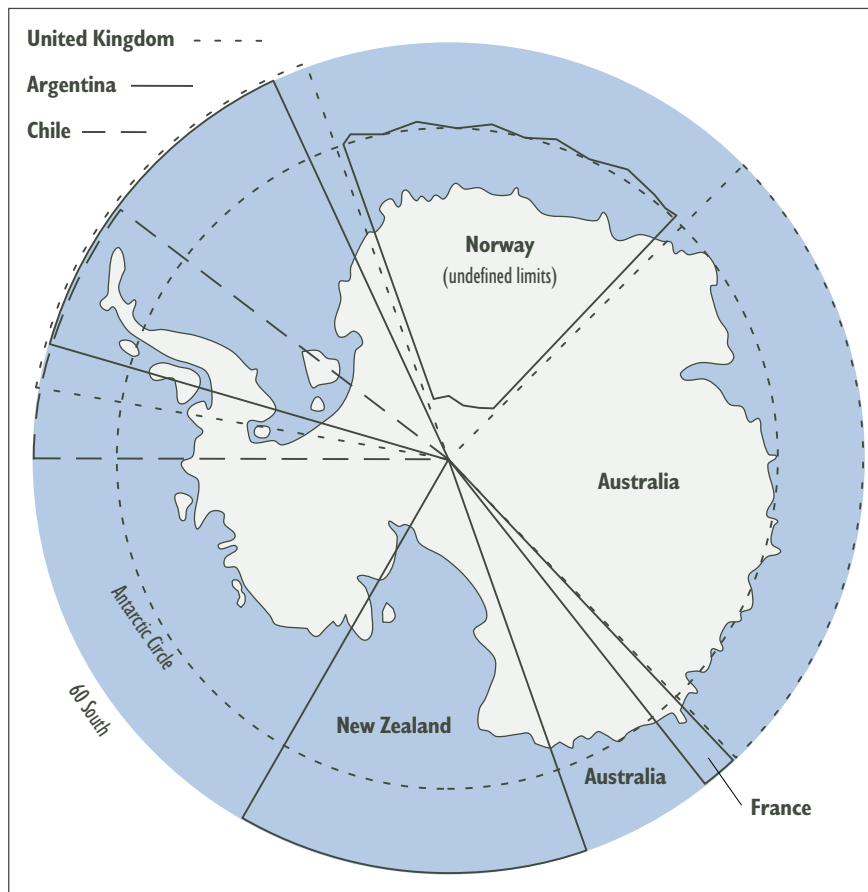 United Kingdom
Argentina
Chile
Norway
(undefined limits)
Australia
Antarctic Circle
60 South
New Zealand
Australia
France